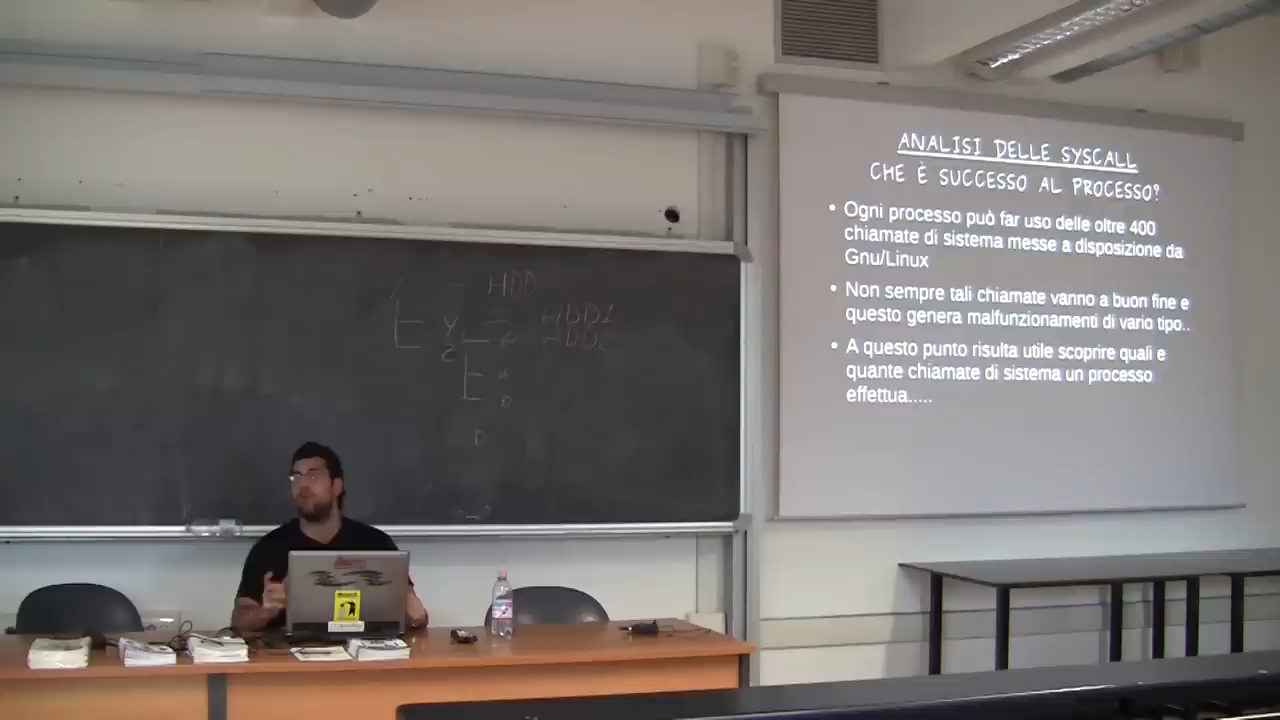 HDD
HDD1
ANALISI DELLE SYSCALL
CHE È SUCCESSO AL PROCESSO?
• Ogni processo può far uso delle oltre 400
chiamate di sistema messe a disposizione da
Gnu/Linux
• Non sempre tali chiamate vanno a buon fine e
questo genera malfunzionamenti di vario tipo..
• A questo punto risulta utile scoprire quali e
quante chiamate di sistema un processo
effettua.....